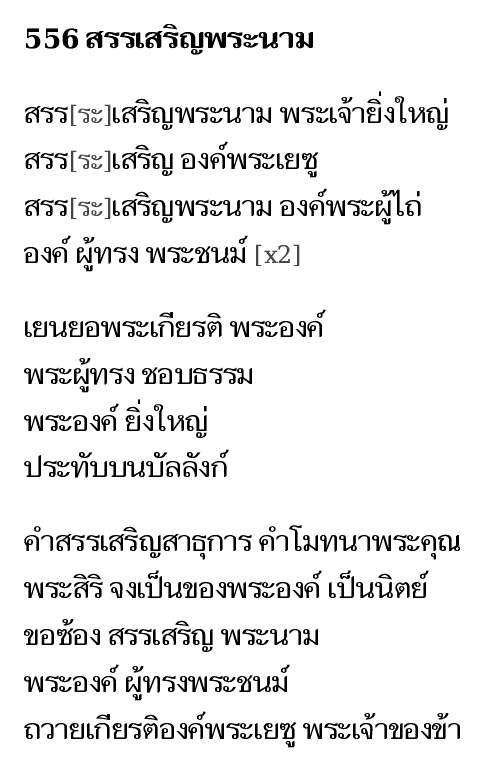 556 สรรเสริญพระนาม
สรร[ระ]เสริญพระนาม พระเจ้ายิ่งใหญ่
สรร[ระ]เสริญ องค์พระเยซู
สรร[ระ]เสริญพระนาม องค์พระผู้ไถ่
องค์ ผู้ทรง พระชนม์ [x2]
เยนยอพระเกียรติ พระองค์
พระผู้ทรง ชอบธรรม
พระองค์ ยิ่งใหญ่
ประทับบนบัลลังก์
คำสรรเสริญสาธุการ คำโมทนาพระคุณ
พระสิริ จงเป็นของพระองค์ เป็นนิตย์
ขอซ้อง สรรเสริญ พระนาม
พระองค์ ผู้ทรงพระชนม์
ถวายเกียรติองค์พระเยซู พระเจ้าของข้า